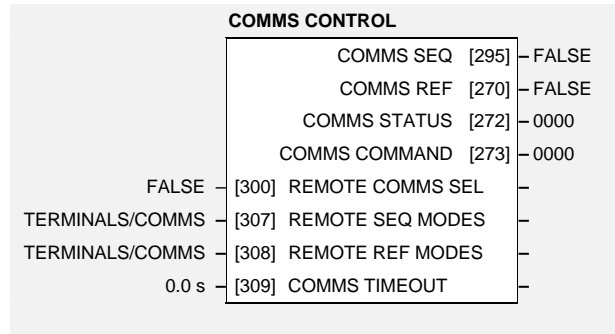 COMMS CONTROL
COMMS SEQ [295] – FALSE
COMMS REF [270] – FALSE
COMMS STATUS [272] – 0000
COMMS COMMAND [273] – 0000
FALSE – [300] REMOTE COMMS SEL –
TERMINALS/COMMS – [307] REMOTE SEQ MODES –
TERMINALS/COMMS – [308] REMOTE REF MODES –
0.0 s – [309] COMMS TIMEOUT –